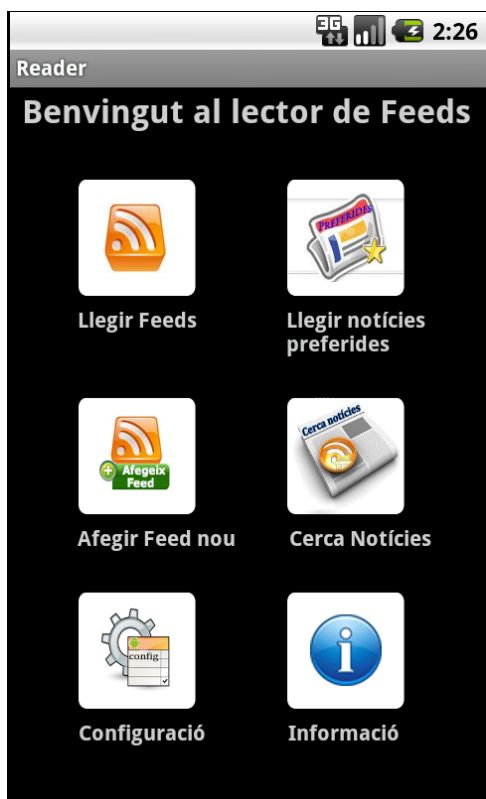 3G 2:26
Reader
Benvingut al lector de Feeds
PREFERIDES
Llegir Feeds
Llegir notícies
preferides
Afegeix
Feed
Cerca notícies
Afegir Feed nou
Cerca Notícies
config
i
Configuració
Informació